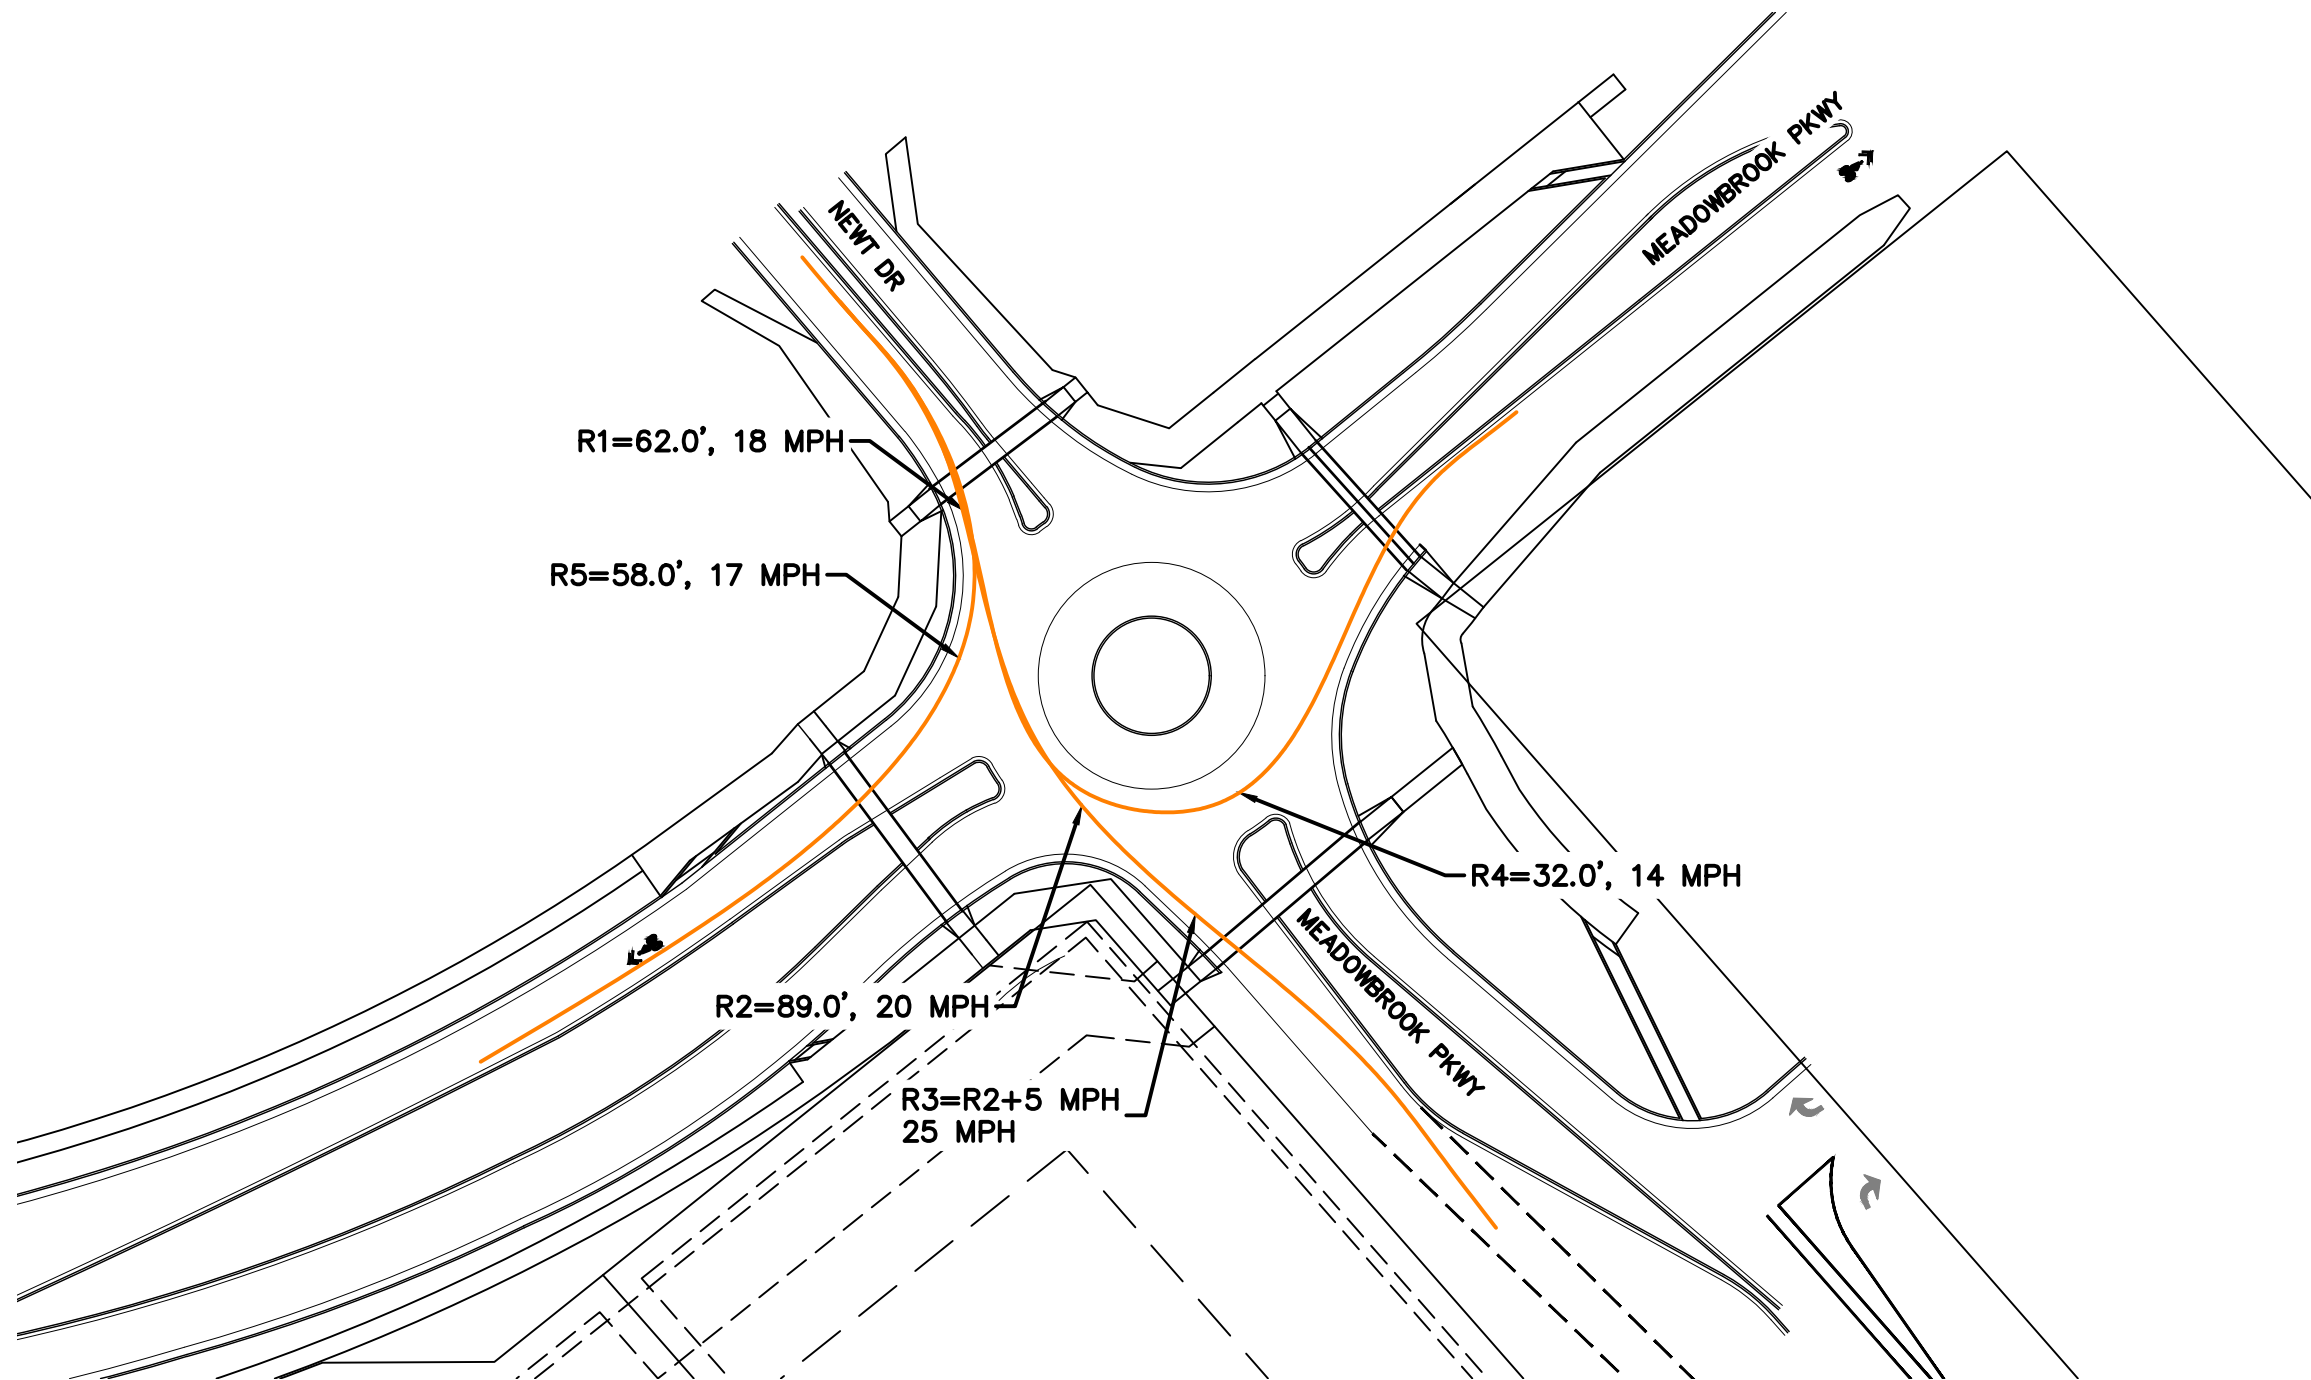 MEADOWBROOK PKWY
NEWT DR
R1=62.0', 18 MPH
R5=58.0', 17 MPH
R4=32.0', 14 MPH
MEADOWBROOK PKWY
R2=89.0', 20 MPH
R3=R2+5 MPH
25 MPH